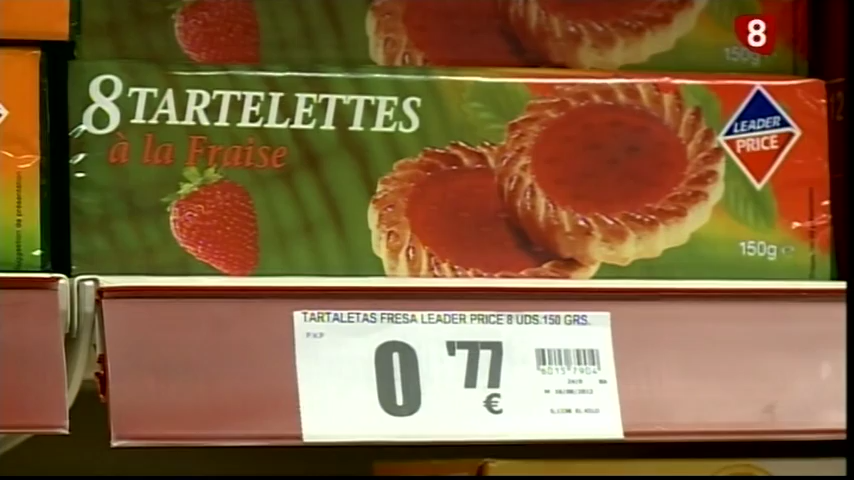 8
150g
8 TARTELETTES
à la Fraise
LEADER
PRICE
150g e
TARTALETAS FRESA LEADER PRICE 8 UDS.150 GRS.
P.V.P
0'77
€